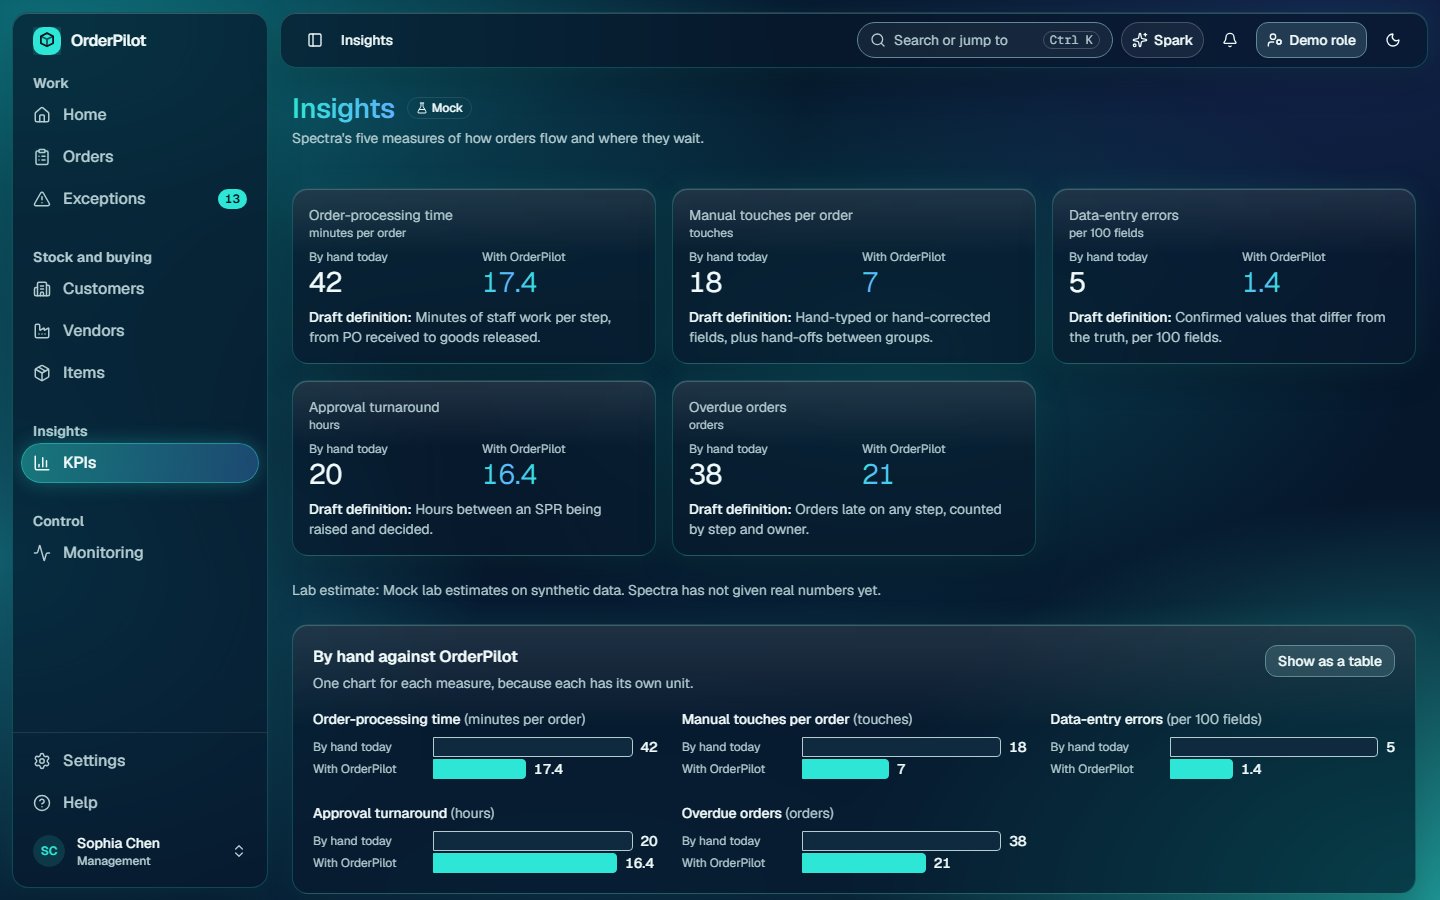 OrderPilot
Work
Home
Orders
Exceptions 13
Stock and buying
Customers
Vendors
Items
Insights
KPIs
Control
Monitoring
Settings
Help
SC
Sophia Chen
Management
Insights
Search or jump to Ctrl K
Spark
Demo role
Insights Mock
Spectra's five measures of how orders flow and where they wait.
Order-processing time
minutes per order
By hand today With OrderPilot
42 17.4
Draft definition: Minutes of staff work per step,
from PO received to goods released.
Manual touches per order
touches
By hand today With OrderPilot
18 7
Draft definition: Hand-typed or hand-corrected
fields, plus hand-offs between groups.
Data-entry errors
per 100 fields
By hand today With OrderPilot
5 1.4
Draft definition: Confirmed values that differ from
the truth, per 100 fields.
Approval turnaround
hours
By hand today With OrderPilot
20 16.4
Draft definition: Hours between an SPR being
raised and decided.
Overdue orders
orders
By hand today With OrderPilot
38 21
Draft definition: Orders late on any step, counted
by step and owner.
Lab estimate: Mock lab estimates on synthetic data. Spectra has not given real numbers yet.
By hand against OrderPilot
One chart for each measure, because each has its own unit.
Show as a table
Order-processing time (minutes per order)
By hand today 42
With OrderPilot 17.4
Manual touches per order (touches)
By hand today 18
With OrderPilot 7
Data-entry errors (per 100 fields)
By hand today 5
With OrderPilot 1.4
Approval turnaround (hours)
By hand today 20
With OrderPilot 16.4
Overdue orders (orders)
By hand today 38
With OrderPilot 21